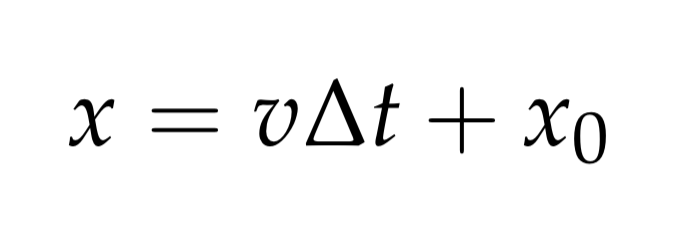 x = vΔt + x₀